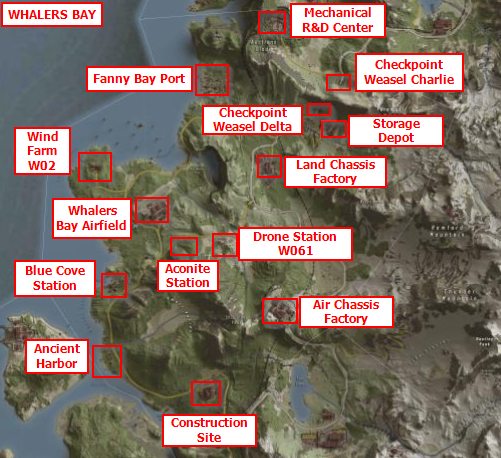 WHALERS BAY
Mechanical
R&D Center
Fanny Bay Port
Checkpoint
Weasel Charlie
Checkpoint
Weasel Delta
Storage
Depot
Wind
Farm
W02
Land Chassis
Factory
Whalers
Bay Airfield
Drone Station
W061
Aconite
Station
Blue Cove
Station
Air Chassis
Factory
Ancient
Harbor
Construction
Site